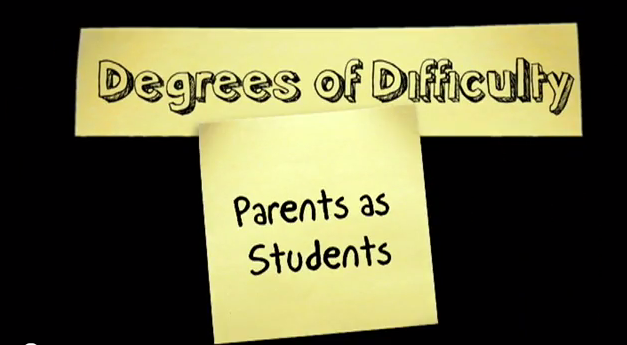 Degrees of Difficulty
Parents as
Students